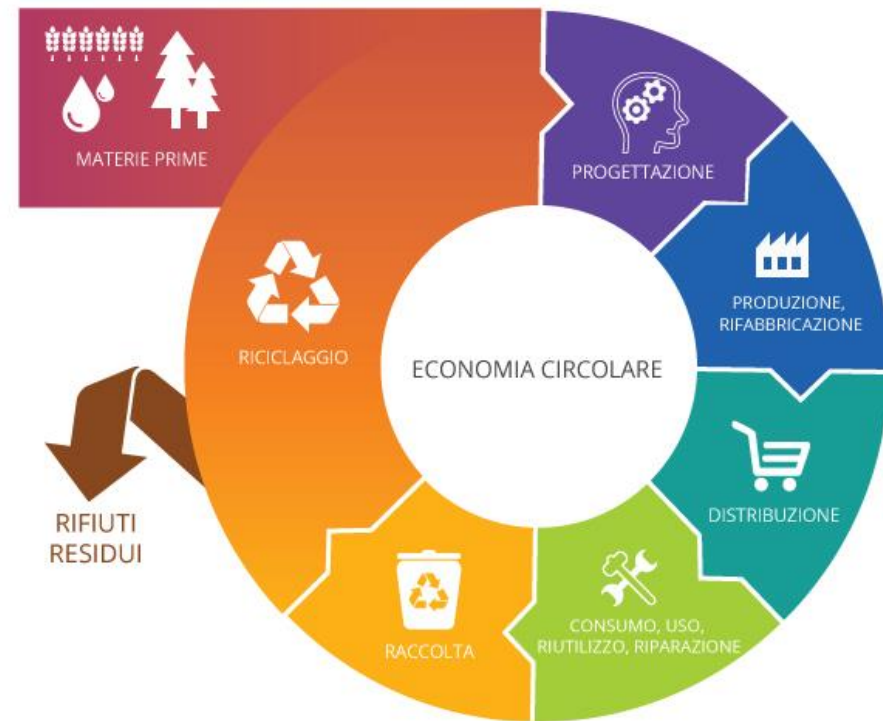 MATERIE PRIME
PROGETTAZIONE
PRODUZIONE,
RIFABBRICAZIONE
DISTRIBUZIONE
CONSUMO, USO,
RIUTILIZZO, RIPARAZIONE
RACCOLTA
RICICLAGGIO
RIFIUTI
RESIDUI
ECONOMIA CIRCOLARE